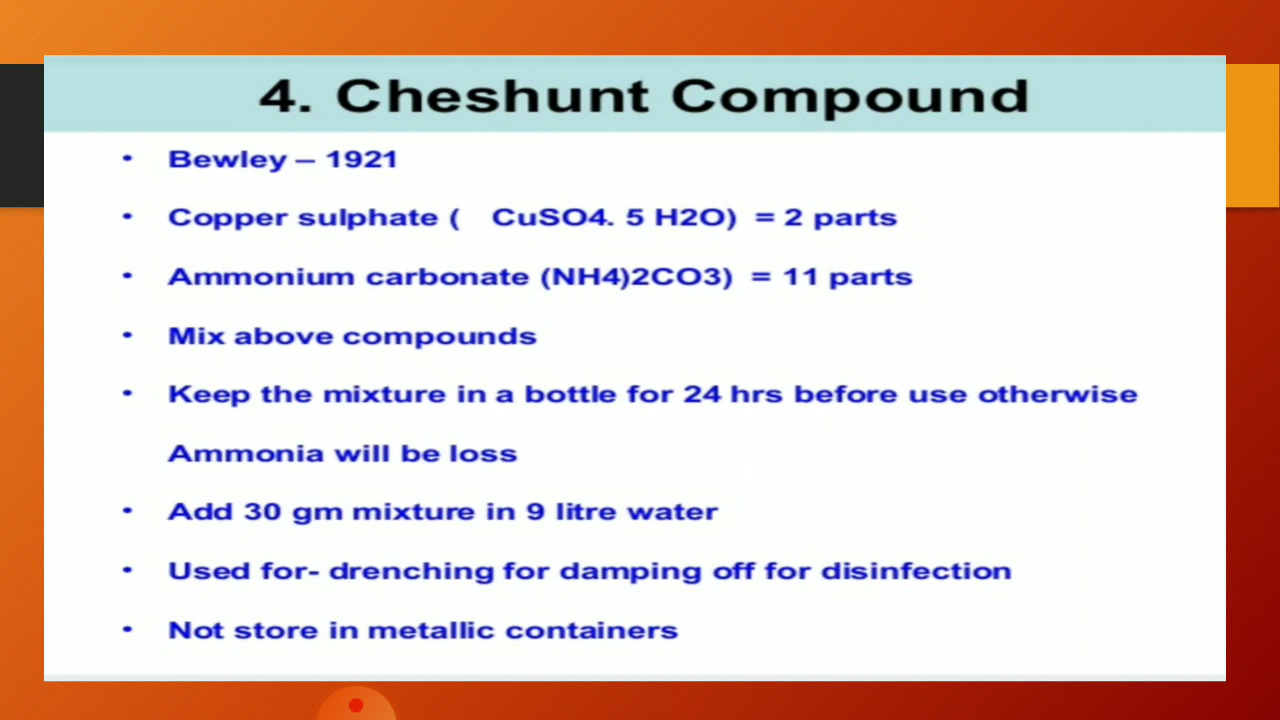 4. Cheshunt Compound
• Bewley – 1921
• Copper sulphate ( CuSO4. 5 H2O) = 2 parts
• Ammonium carbonate (NH4)2CO3) = 11 parts
• Mix above compounds
• Keep the mixture in a bottle for 24 hrs before use otherwise
Ammonia will be loss
• Add 30 gm mixture in 9 litre water
• Used for- drenching for damping off for disinfection
• Not store in metallic containers